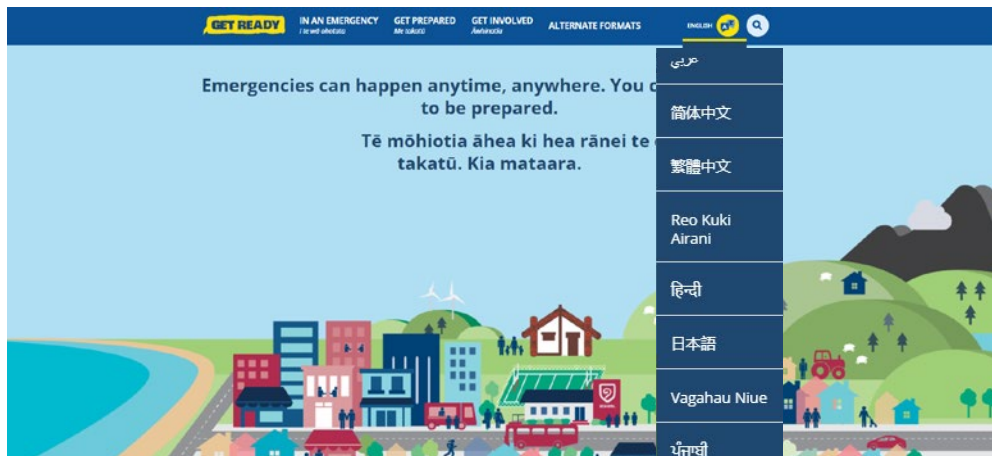 GET READY
IN AN EMERGENCY
GET PREPARED
GET INVOLVED
ALTERNATE FORMATS
ENGLISH
عربي
Emergencies can happen anytime, anywhere. You
to be prepared.
简体中文
Tē mōhiotia āhea ki hea rānei te
takatū. Kia mataara.
繁體中文
Reo Kuki
Airani
हिन्दी
日本語
Vagahau Niue
ਪੰਜਾਬੀ